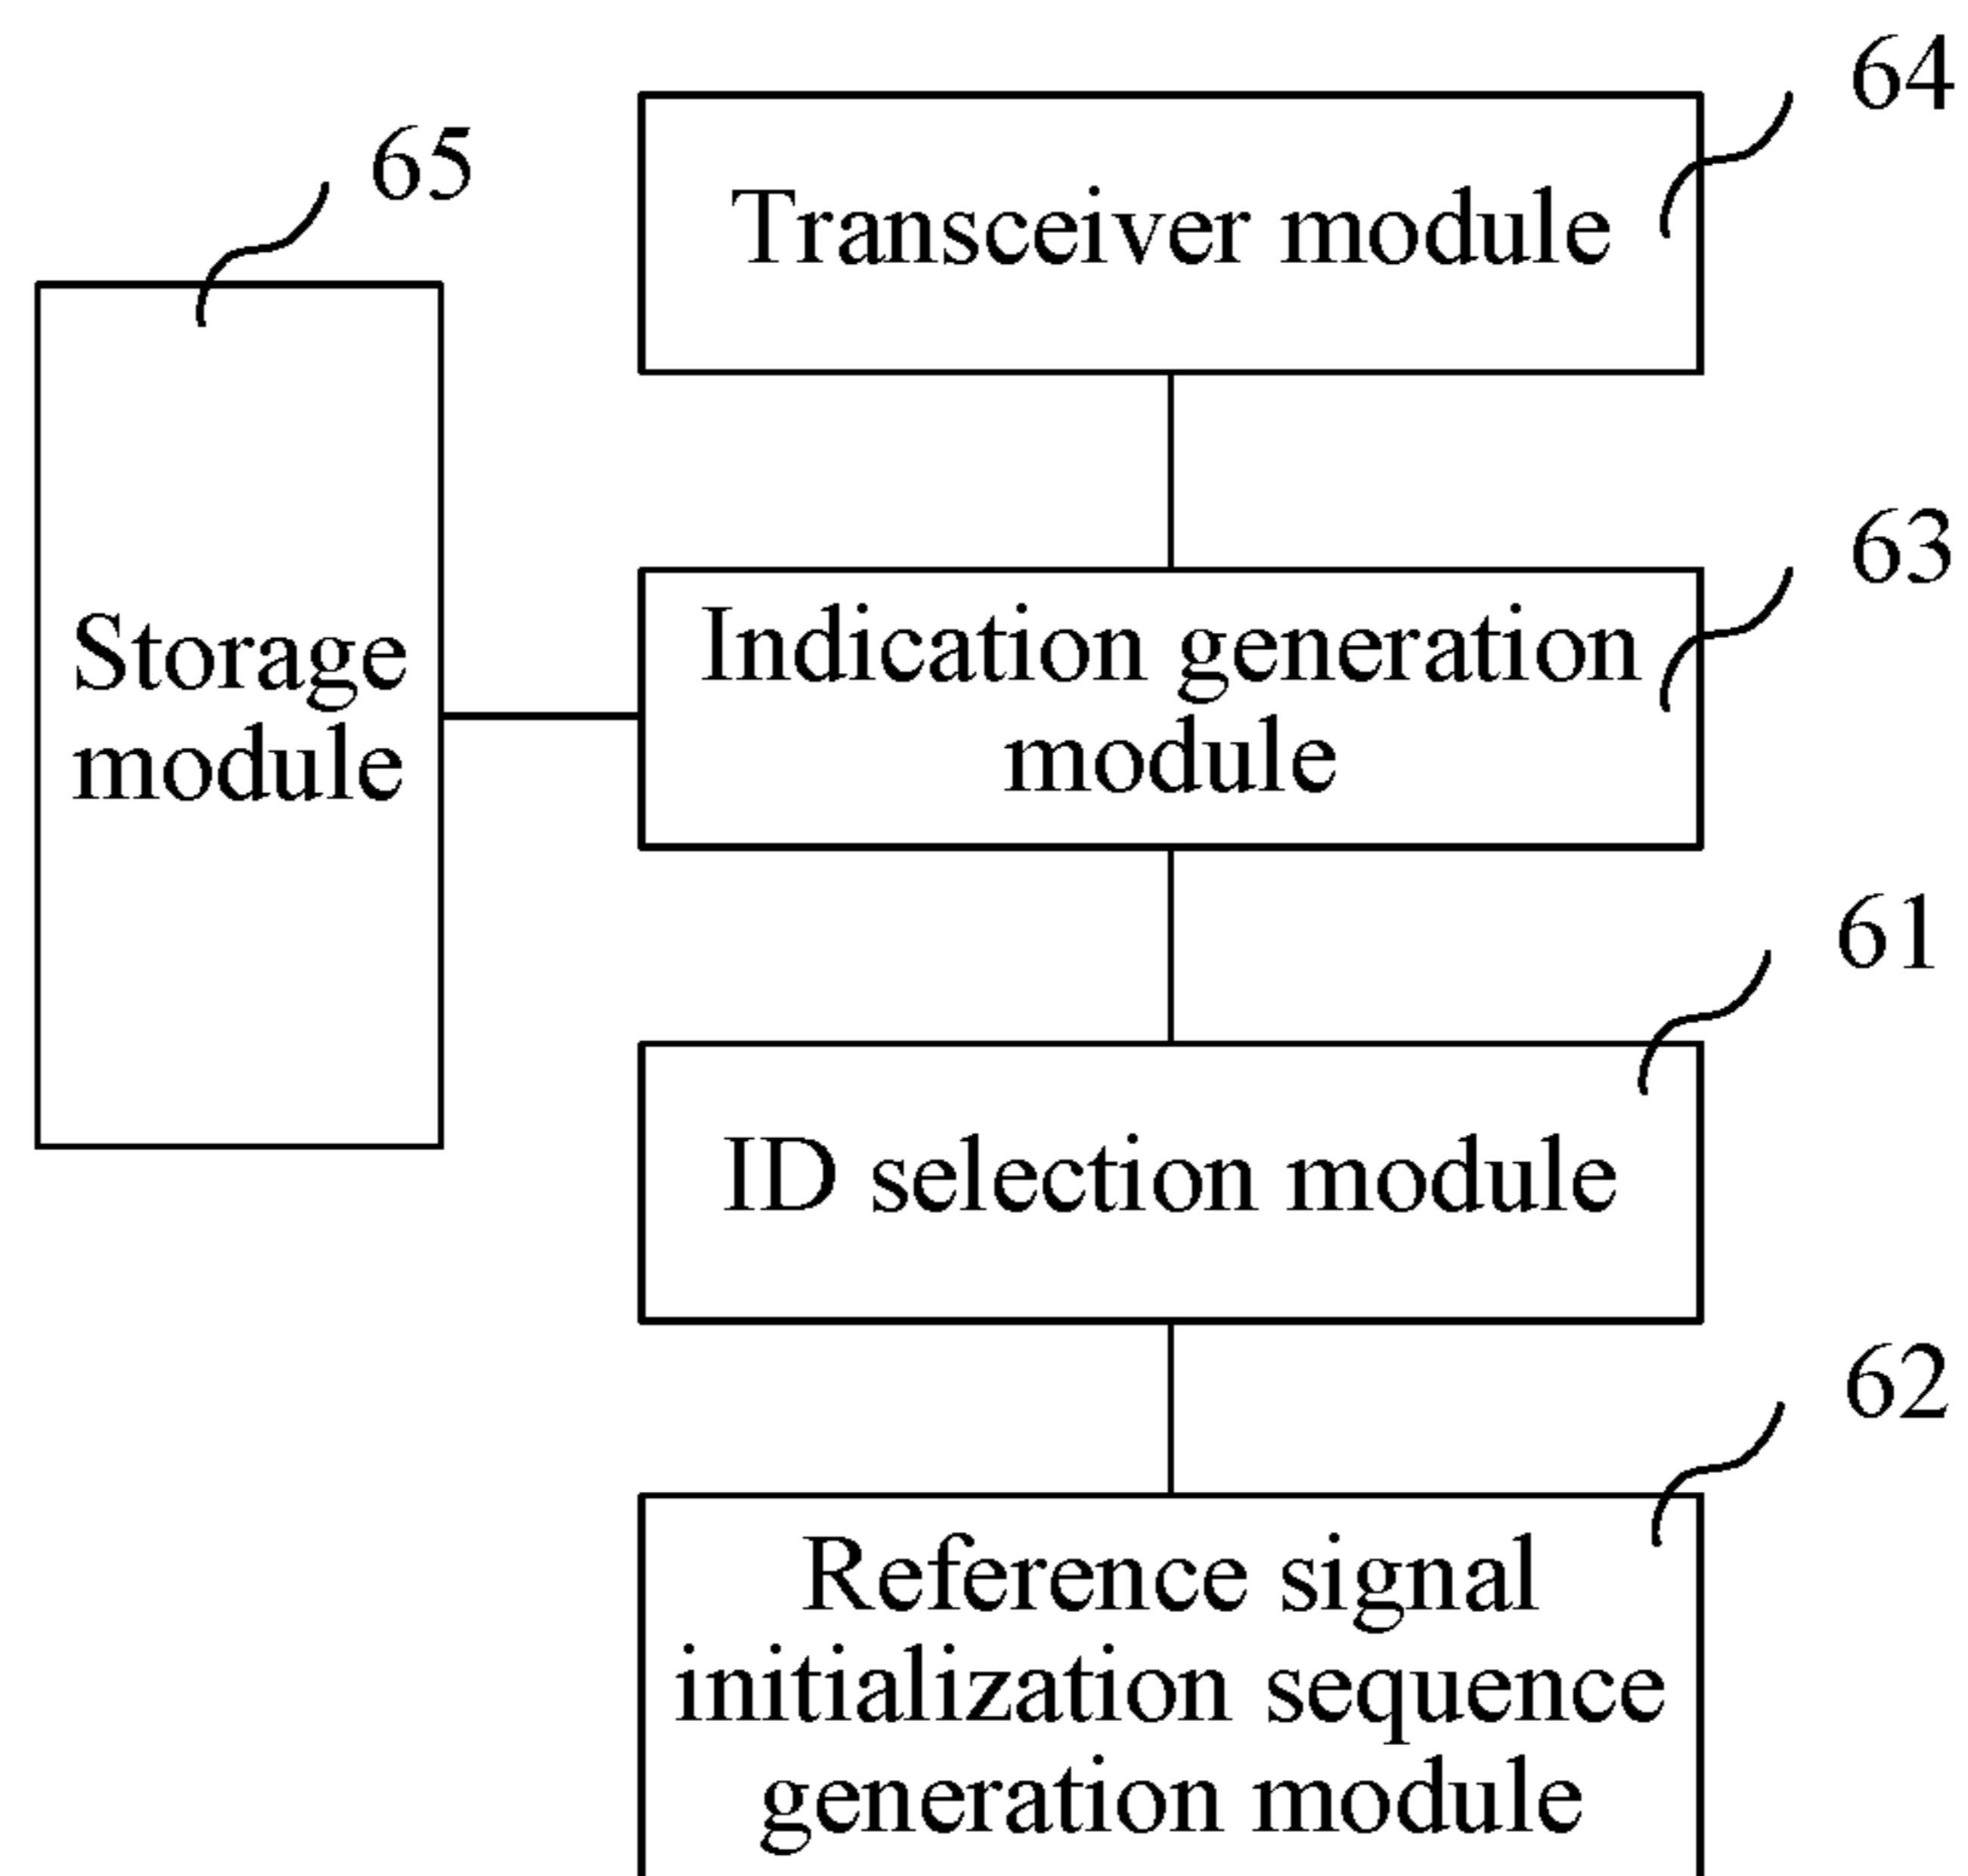 64
65
Transceiver module
63
Storage
module
Indication generation
module
61
ID selection module
62
Reference signal
initialization sequence
generation module